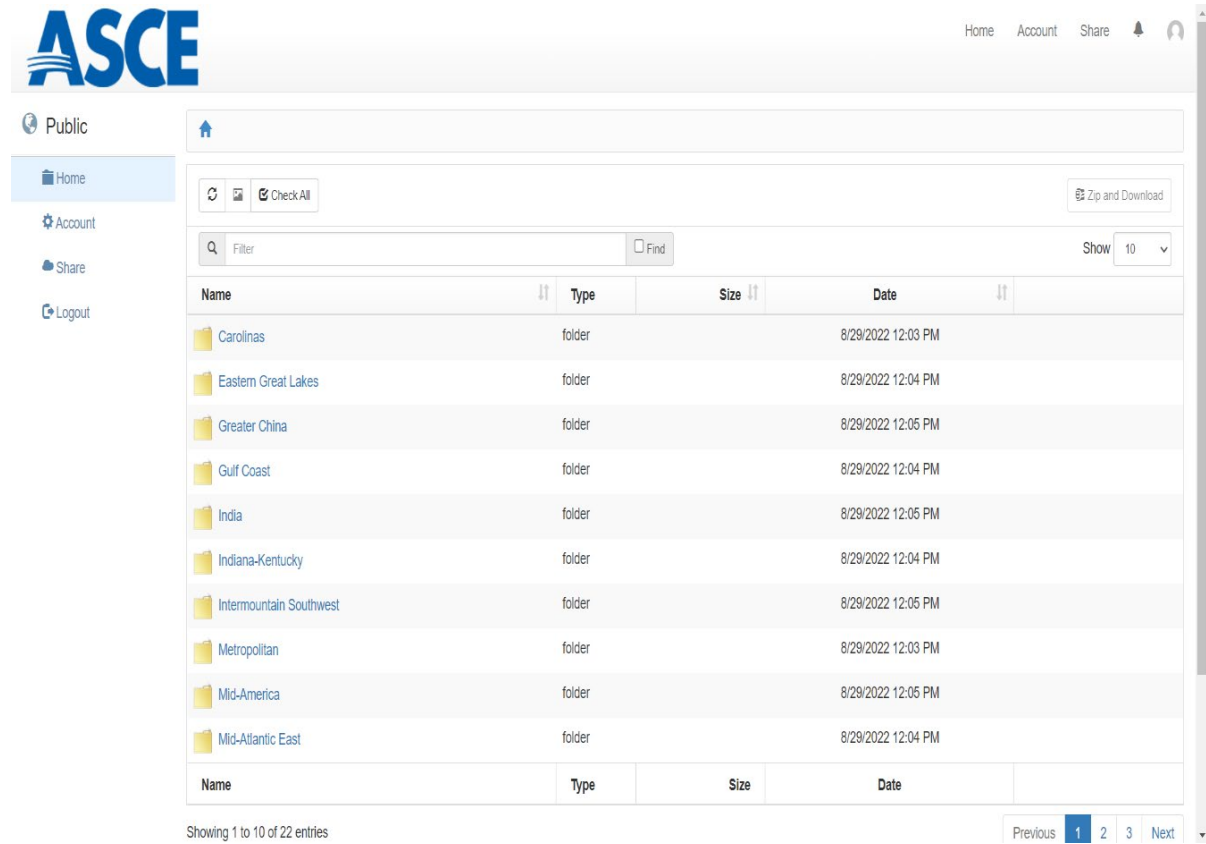 ASCE
Home Account Share
Public
Home
Account
Share
Logout
Check All
Zip and Download
Filter
Find
Show 10
Name Type Size Date
Carolinas folder 8/29/2022 12:03 PM
Eastern Great Lakes folder 8/29/2022 12:04 PM
Greater China folder 8/29/2022 12:05 PM
Gulf Coast folder 8/29/2022 12:04 PM
India folder 8/29/2022 12:05 PM
Indiana-Kentucky folder 8/29/2022 12:04 PM
Intermountain Southwest folder 8/29/2022 12:05 PM
Metropolitan folder 8/29/2022 12:03 PM
Mid-America folder 8/29/2022 12:05 PM
Mid-Atlantic East folder 8/29/2022 12:04 PM
Name Type Size Date
Showing 1 to 10 of 22 entries
Previous 1 2 3 Next